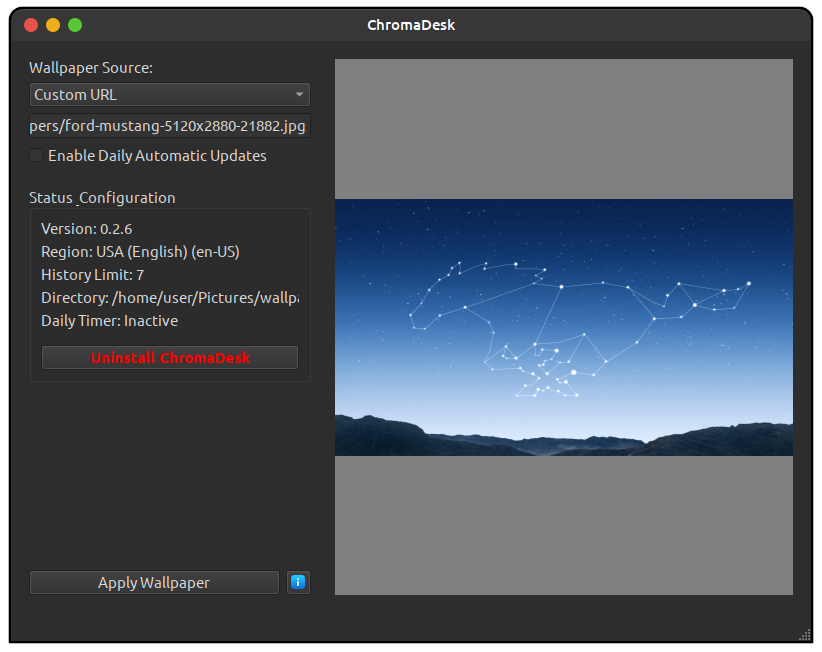 ChromaDesk
Wallpaper Source:
Custom URL
pers/ford-mustang-5120x2880-21882.jpg
Enable Daily Automatic Updates
Status_Configuration
Version: 0.2.6
Region: USA (English) (en-US)
History Limit: 7
Directory: /home/user/Pictures/wallpa
Daily Timer: Inactive
Uninstall ChromaDesk
Apply Wallpaper
i